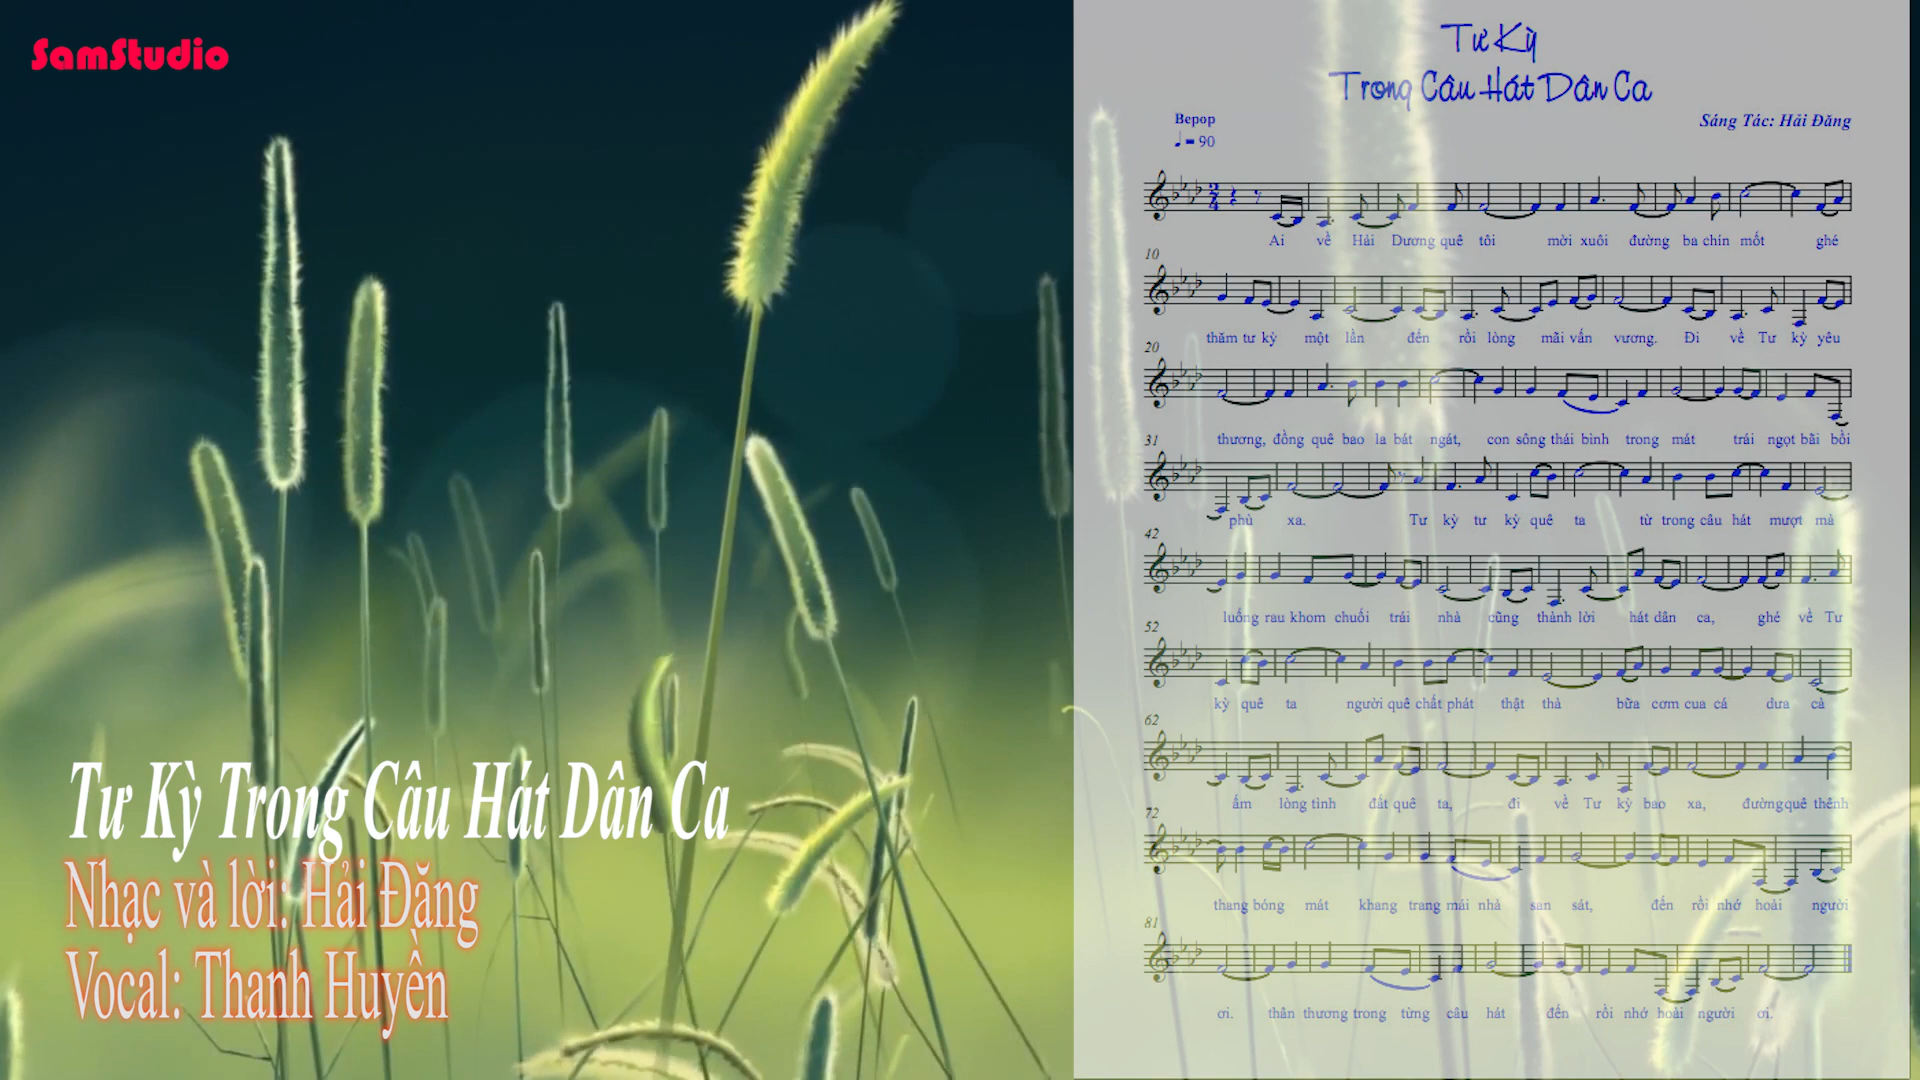 SamStudio
Tư Kỳ Trong Câu Hát Dân Ca
Nhạc và lời: Hải Đăng
Vocal: Thanh Huyền
Tư Kỳ
Trong Câu Hát Dân Ca
Bepop
♩ = 90
Sáng Tác: Hải Đăng
2
4
Ai về Hải Dương quê tôi mời xuôi đường ba chín mốt ghé
10
thăm tư kỳ một lần đến rồi lòng mãi vấn vương. Đi về Tư kỳ yêu
20
thương, đồng quê bao la bát ngát, con sông thái bình trong mát trái ngọt bãi bồi
31
phù xa. Tư kỳ tư kỳ quê ta từ trong câu hát mượt mà
42
luống rau khom chuối trái nhà cũng thành lời hát dân ca, ghé về Tư
52
kỳ quê ta người quê chất phát thật thà bữa cơm cua cá dưa cà
62
ấm lòng tình đất quê ta, đi về Tư kỳ bao xa, đường quê thênh
72
thang bóng mát khang trang mái nhà san sát, đến rồi nhớ hoài người
81
ơi. thân thương trong từng câu hát đến rồi nhớ hoài người ơi.